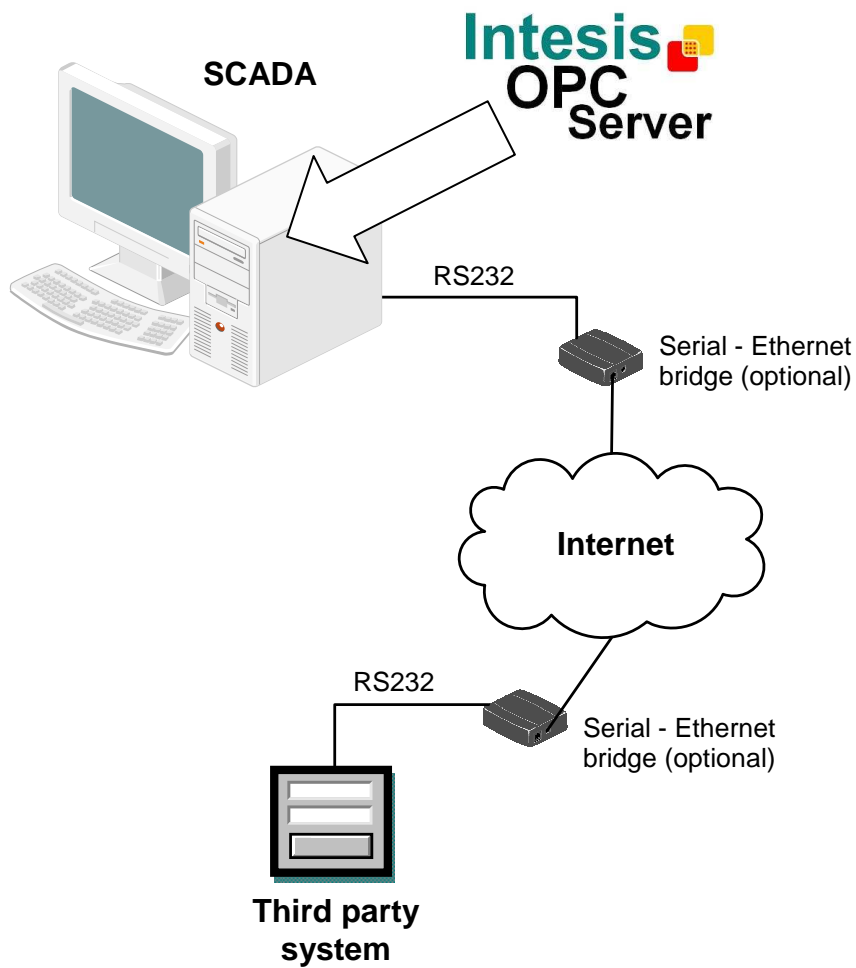 SCADA
Intesis
OPC
Server
RS232
Serial - Ethernet
bridge (optional)
Internet
RS232
Serial - Ethernet
bridge (optional)
Third party
system